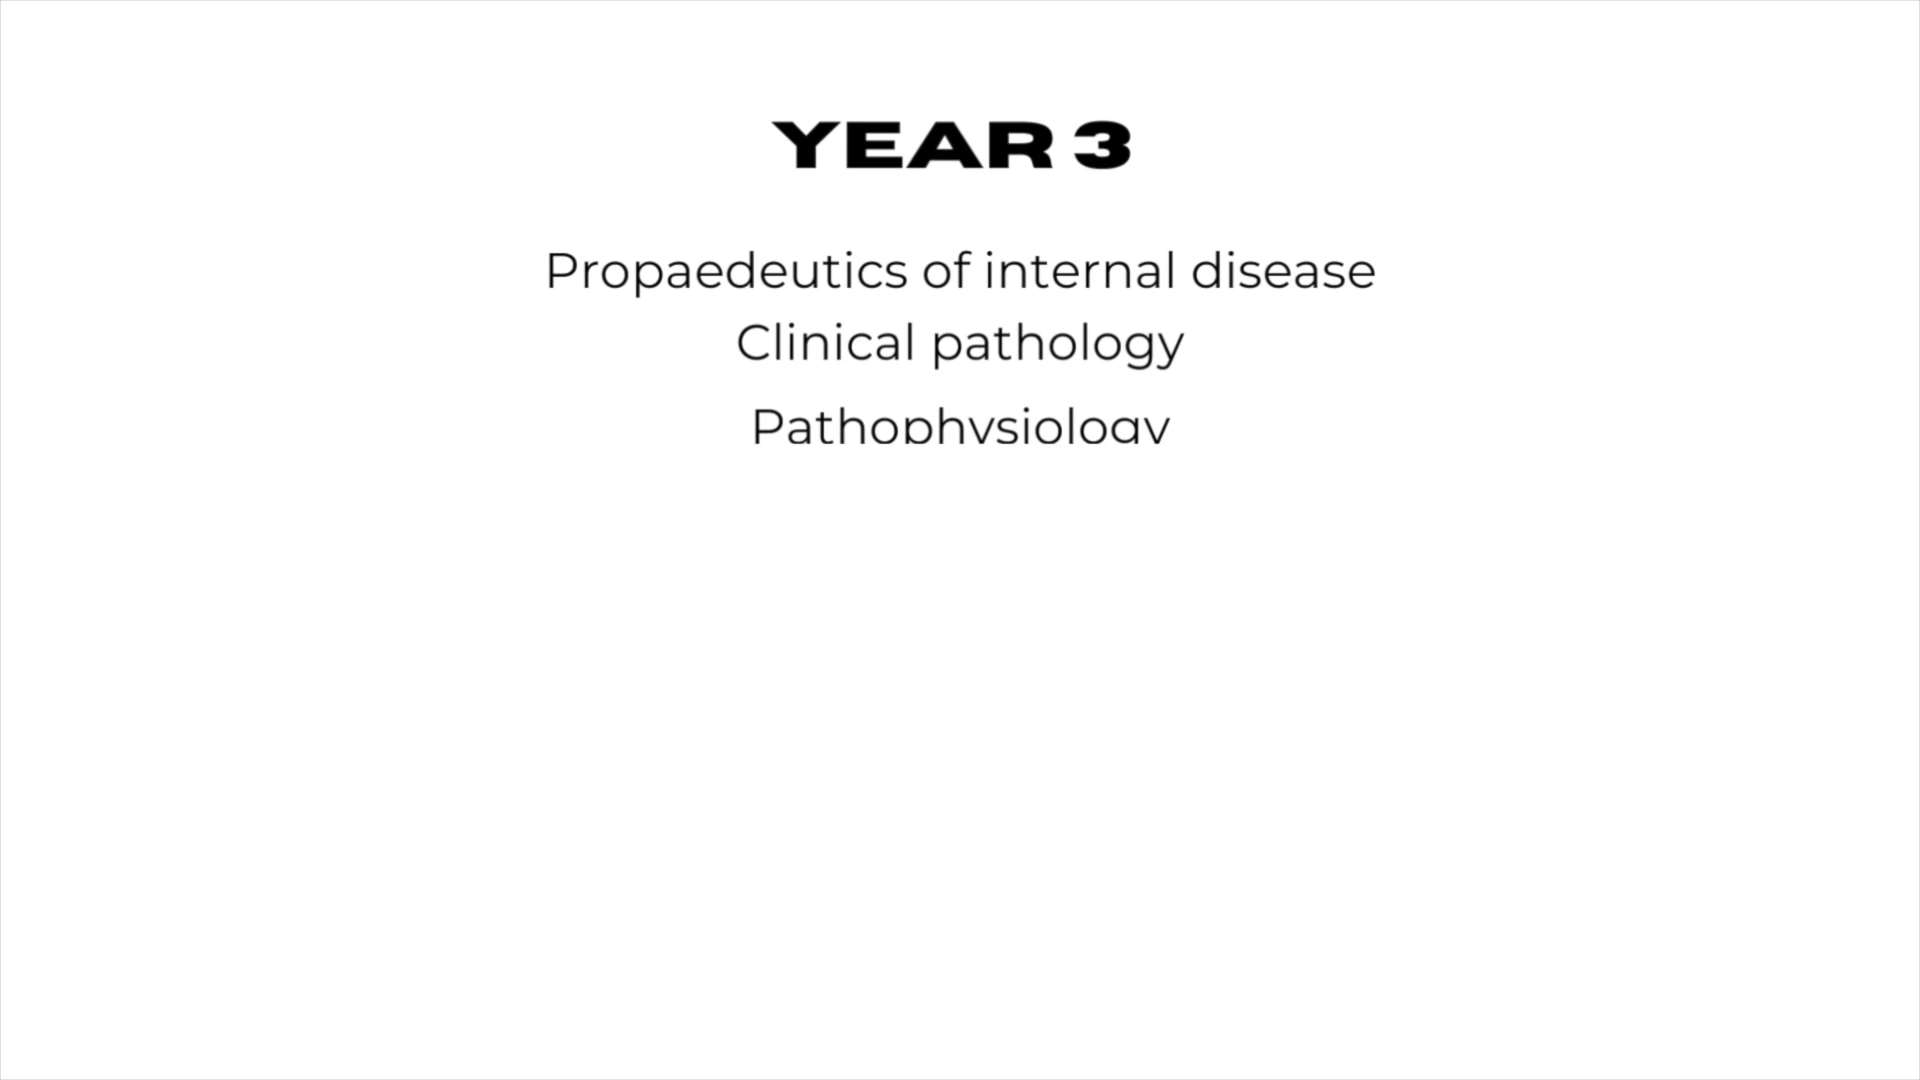 YEAR 3
Propaedeutics of internal disease
Clinical pathology
Pathophysiology